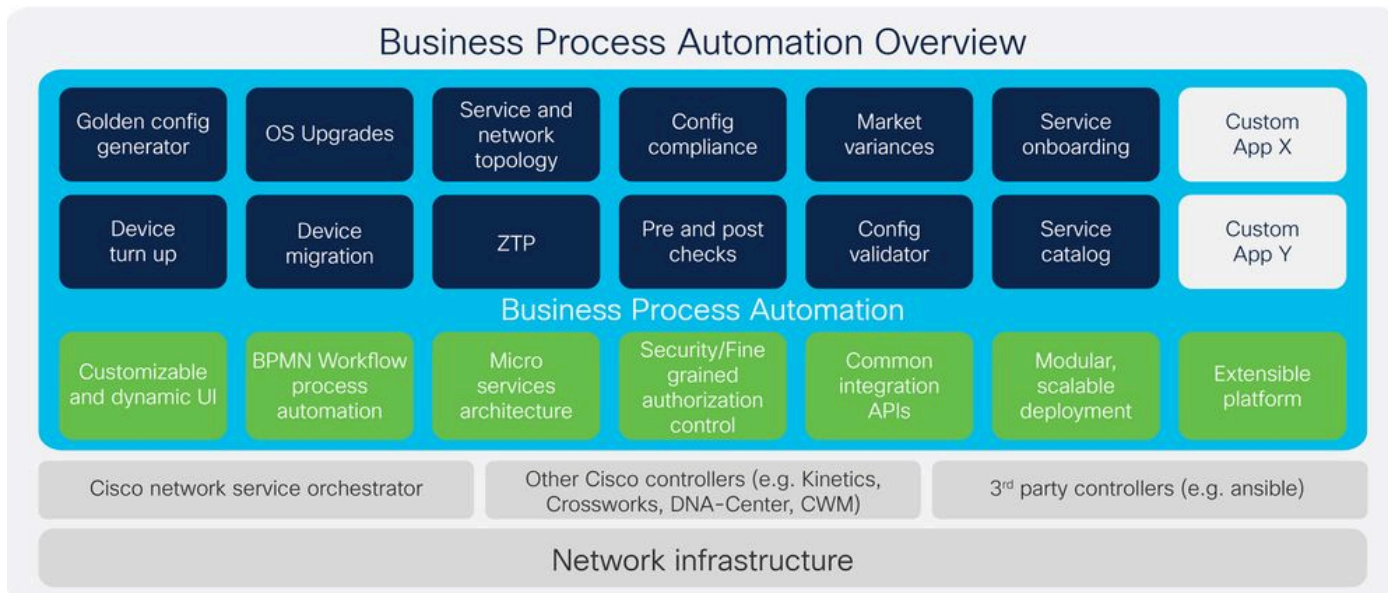 Business Process Automation Overview
Golden config
generator
OS Upgrades
Service and
network
topology
Config
compliance
Market
variances
Service
onboarding
Custom
App X
Device
turn up
Device
migration
ZTP
Pre and post
checks
Config
validator
Service
catalog
Custom
App Y
Business Process Automation
Customizable
and dynamic UI
BPMN Workflow
process
automation
Micro
services
architecture
Security/Fine
grained
authorization
control
Common
integration
APIs
Modular,
scalable
deployment
Extensible
platform
Cisco network service orchestrator
Other Cisco controllers (e.g. Kinetics,
Crossworks, DNA-Center, CWM)
3rd party controllers (e.g. ansible)
Network infrastructure